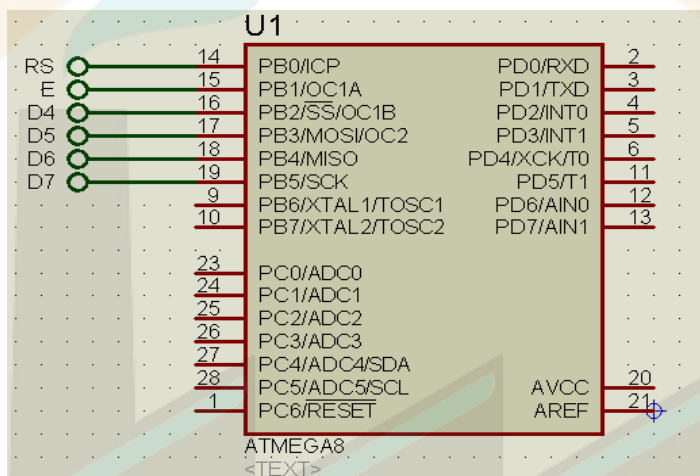 U1
RS 14 PB0/ICP PD0/RXD 2
E 15 PB1/OC1A PD1/TXD 3
D4 16 PB2/SS/OC1B PD2/INT0 4
D5 17 PB3/MOSI/OC2 PD3/INT1 5
D6 18 PB4/MISO PD4/XCK/T0 6
D7 19 PB5/SCK PD5/T1 11
9 PB6/XTAL1/TOSC1 PD6/AIN0 12
10 PB7/XTAL2/TOSC2 PD7/AIN1 13
23 PC0/ADC0
24 PC1/ADC1
25 PC2/ADC2
26 PC3/ADC3
27 PC4/ADC4/SDA
28 PC5/ADC5/SCL AVCC 20
1 PC6/RESET AREF 21
ATMEGA8
<TEXT>